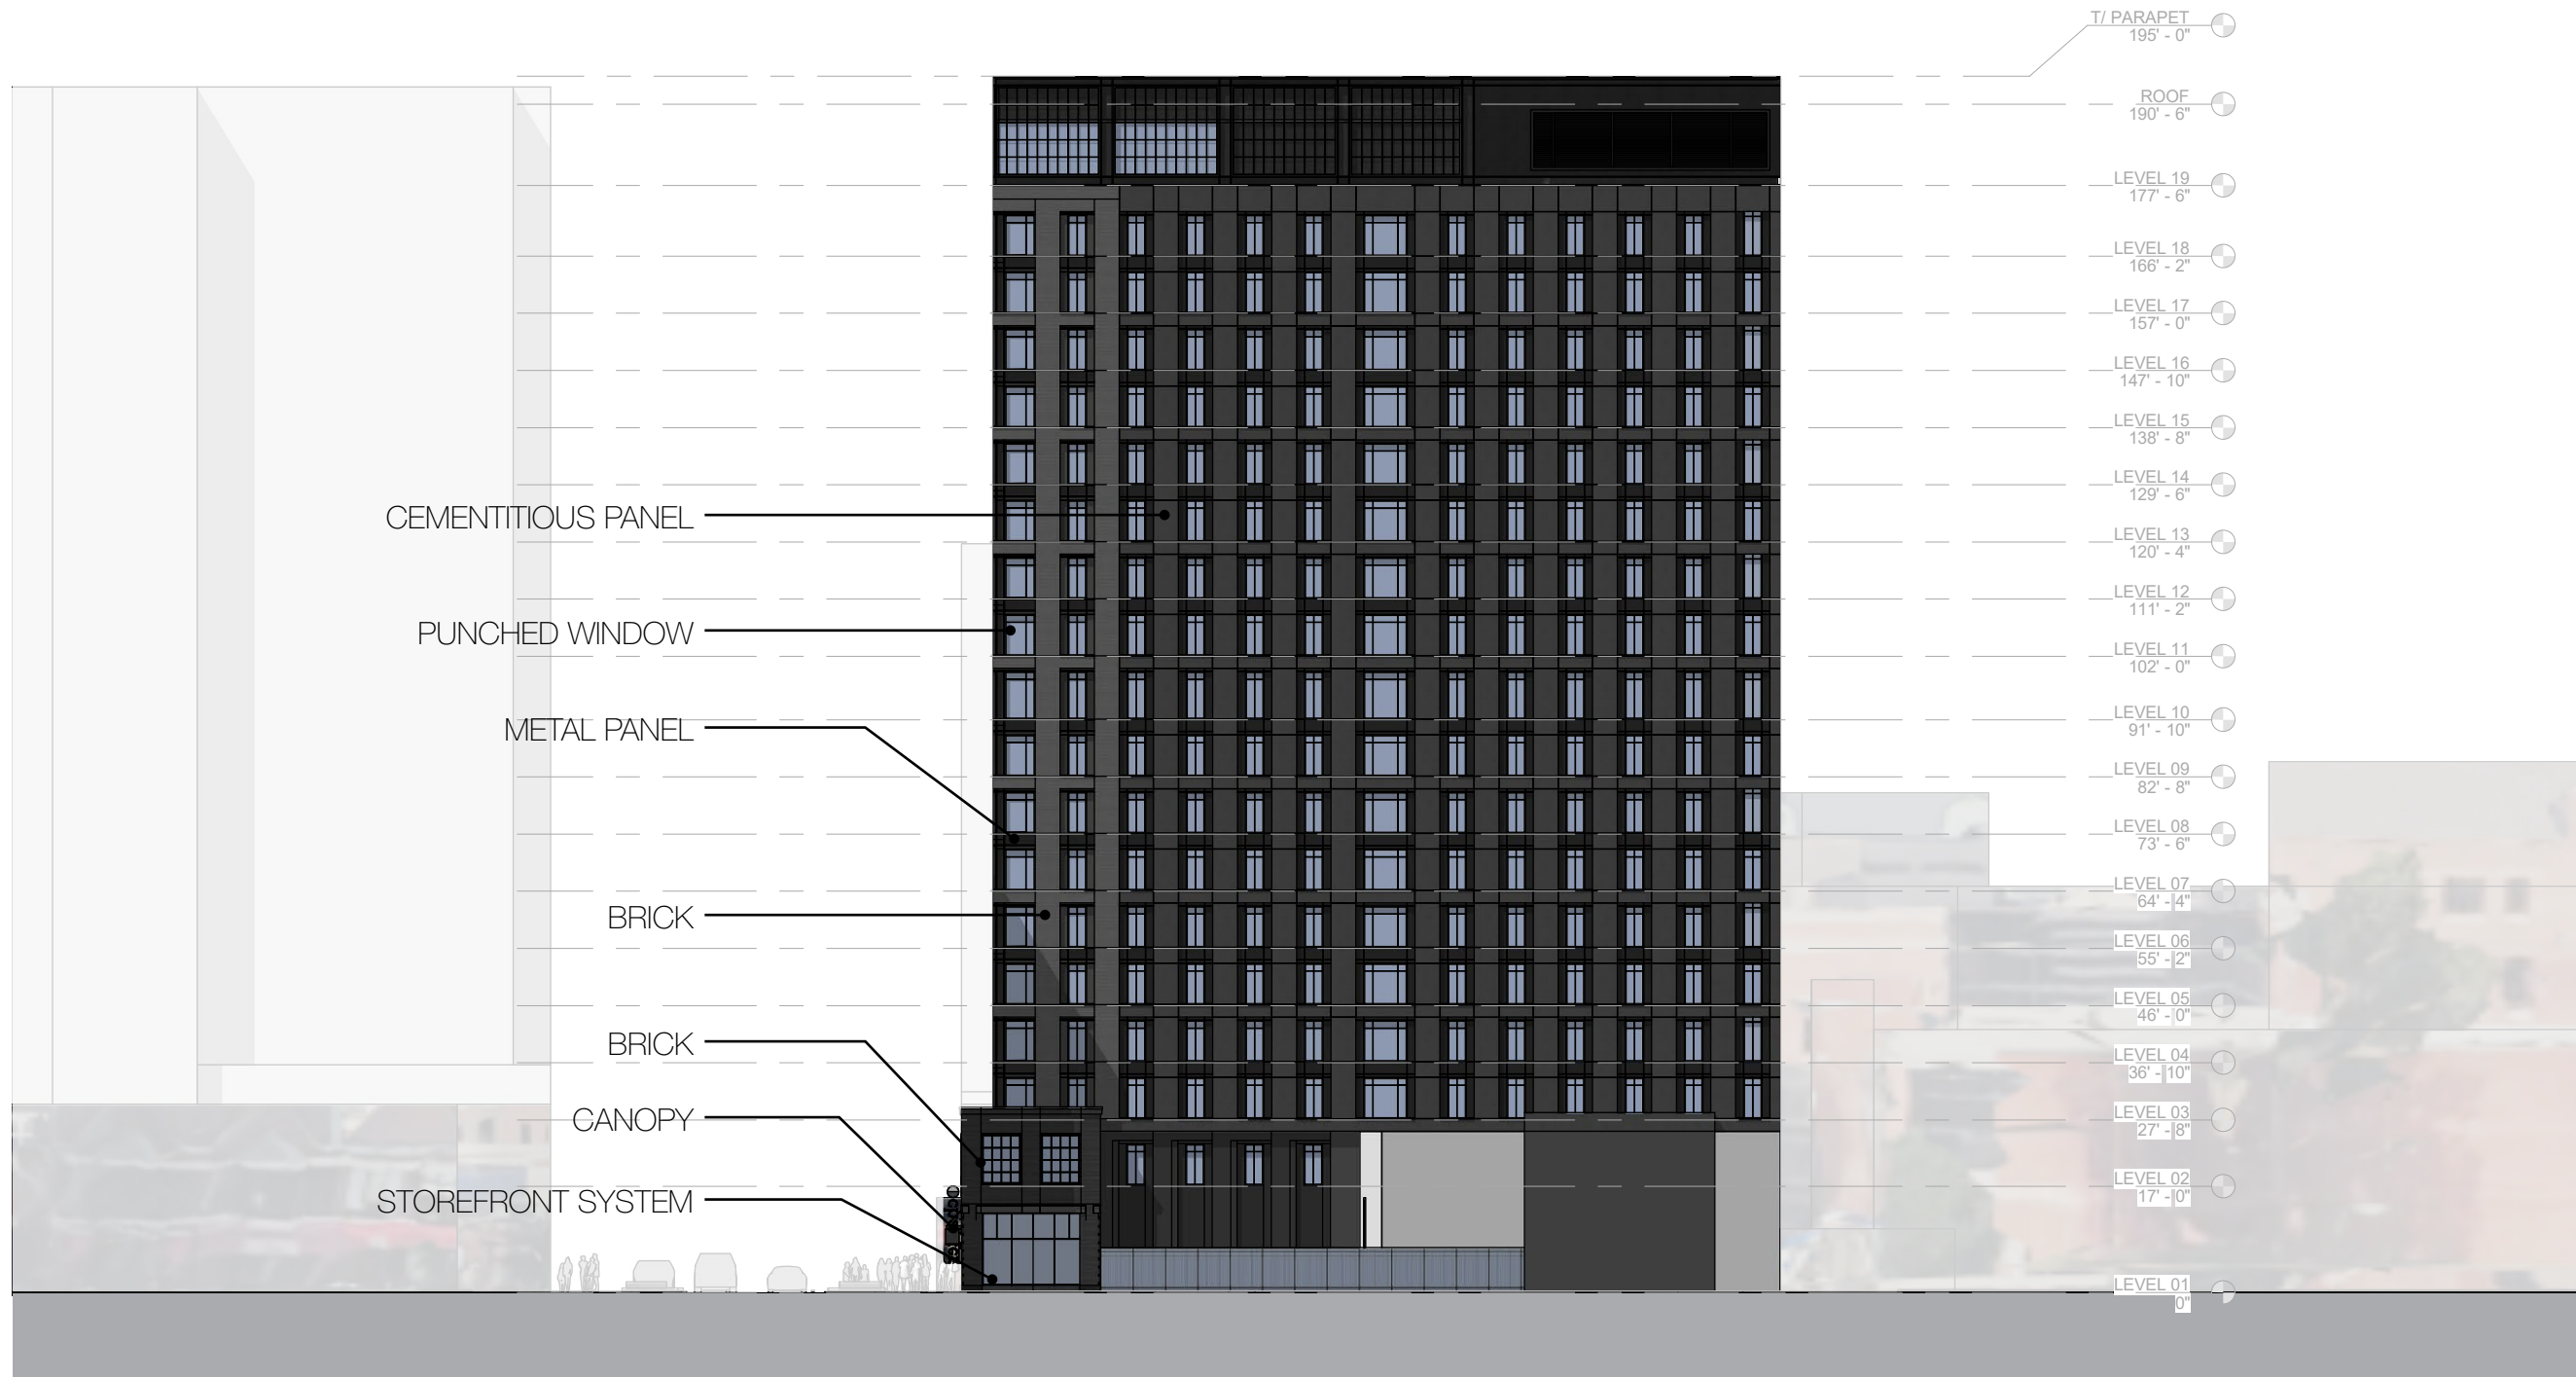 T/ PARAPET
195' - 0"
ROOF
190' - 6"
LEVEL 19
177' - 6"
LEVEL 18
166' - 2"
LEVEL 17
157' - 0"
LEVEL 16
147' - 10"
LEVEL 15
138' - 8"
LEVEL 14
129' - 6"
CEMENTITIOUS PANEL
LEVEL 13
120' - 4"
LEVEL 12
111' - 2"
PUNCHED WINDOW
LEVEL 11
102' - 0"
LEVEL 10
91' - 10"
METAL PANEL
LEVEL 09
82' - 8"
LEVEL 08
73' - 6"
LEVEL 07
64' - 4"
BRICK
LEVEL 06
55' - 2"
LEVEL 05
46' - 0"
BRICK
LEVEL 04
36' - 10"
LEVEL 03
27' - 8"
CANOPY
LEVEL 02
17' - 0"
STOREFRONT SYSTEM
LEVEL 01
0"